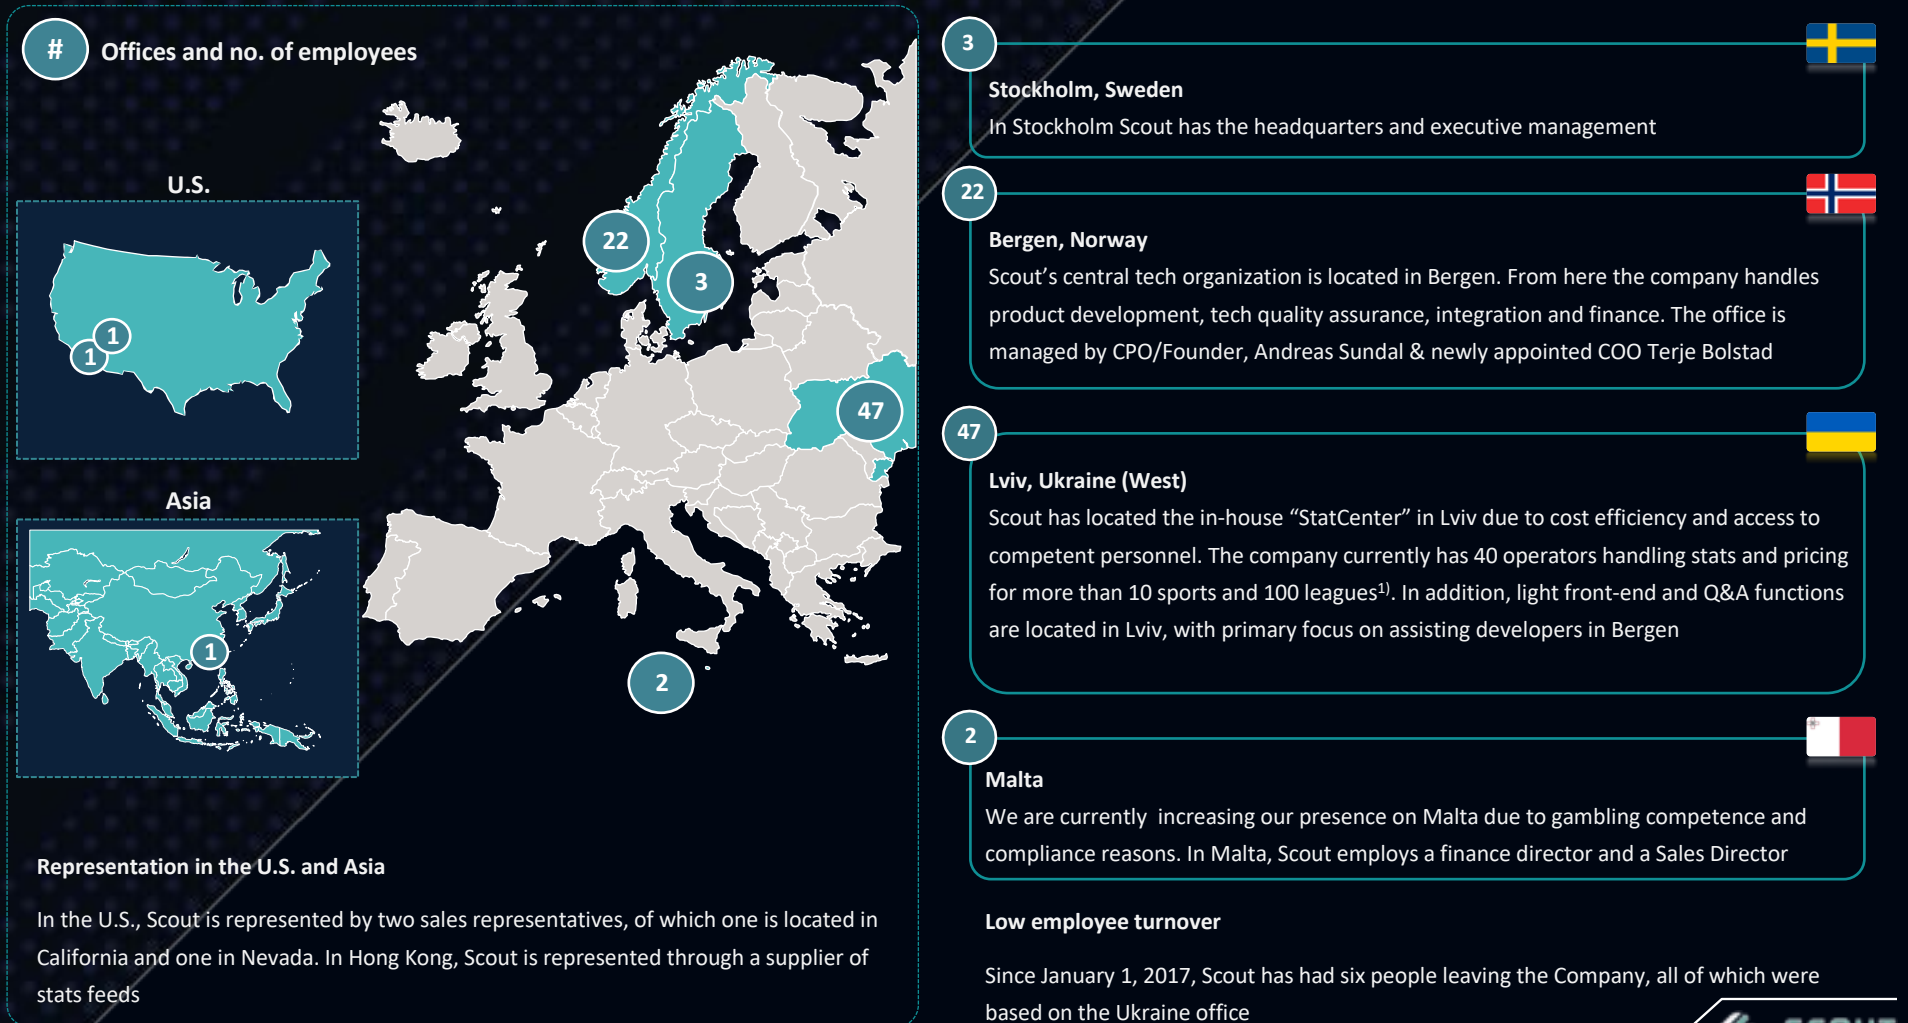 # Offices and no. of employees
U.S.
1
1
Asia
1
22
3
47
2
Representation in the U.S. and Asia
In the U.S., Scout is represented by two sales representatives, of which one is located in
California and one in Nevada. In Hong Kong, Scout is represented through a supplier of
stats feeds
3
Stockholm, Sweden
In Stockholm Scout has the headquarters and executive management
22
Bergen, Norway
Scout's central tech organization is located in Bergen. From here the company handles
product development, tech quality assurance, integration and finance. The office is
managed by CPO/Founder, Andreas Sundal & newly appointed COO Terje Bolstad
47
Lviv, Ukraine (West)
Scout has located the in-house “StatCenter” in Lviv due to cost efficiency and access to
competent personnel. The company currently has 40 operators handling stats and pricing
for more than 10 sports and 100 leagues1). In addition, light front-end and Q&A functions
are located in Lviv, with primary focus on assisting developers in Bergen
2
Malta
We are currently  increasing our presence on Malta due to gambling competence and
compliance reasons. In Malta, Scout employs a finance director and a Sales Director
Low employee turnover
Since January 1, 2017, Scout has had six people leaving the Company, all of which were
based on the Ukraine office